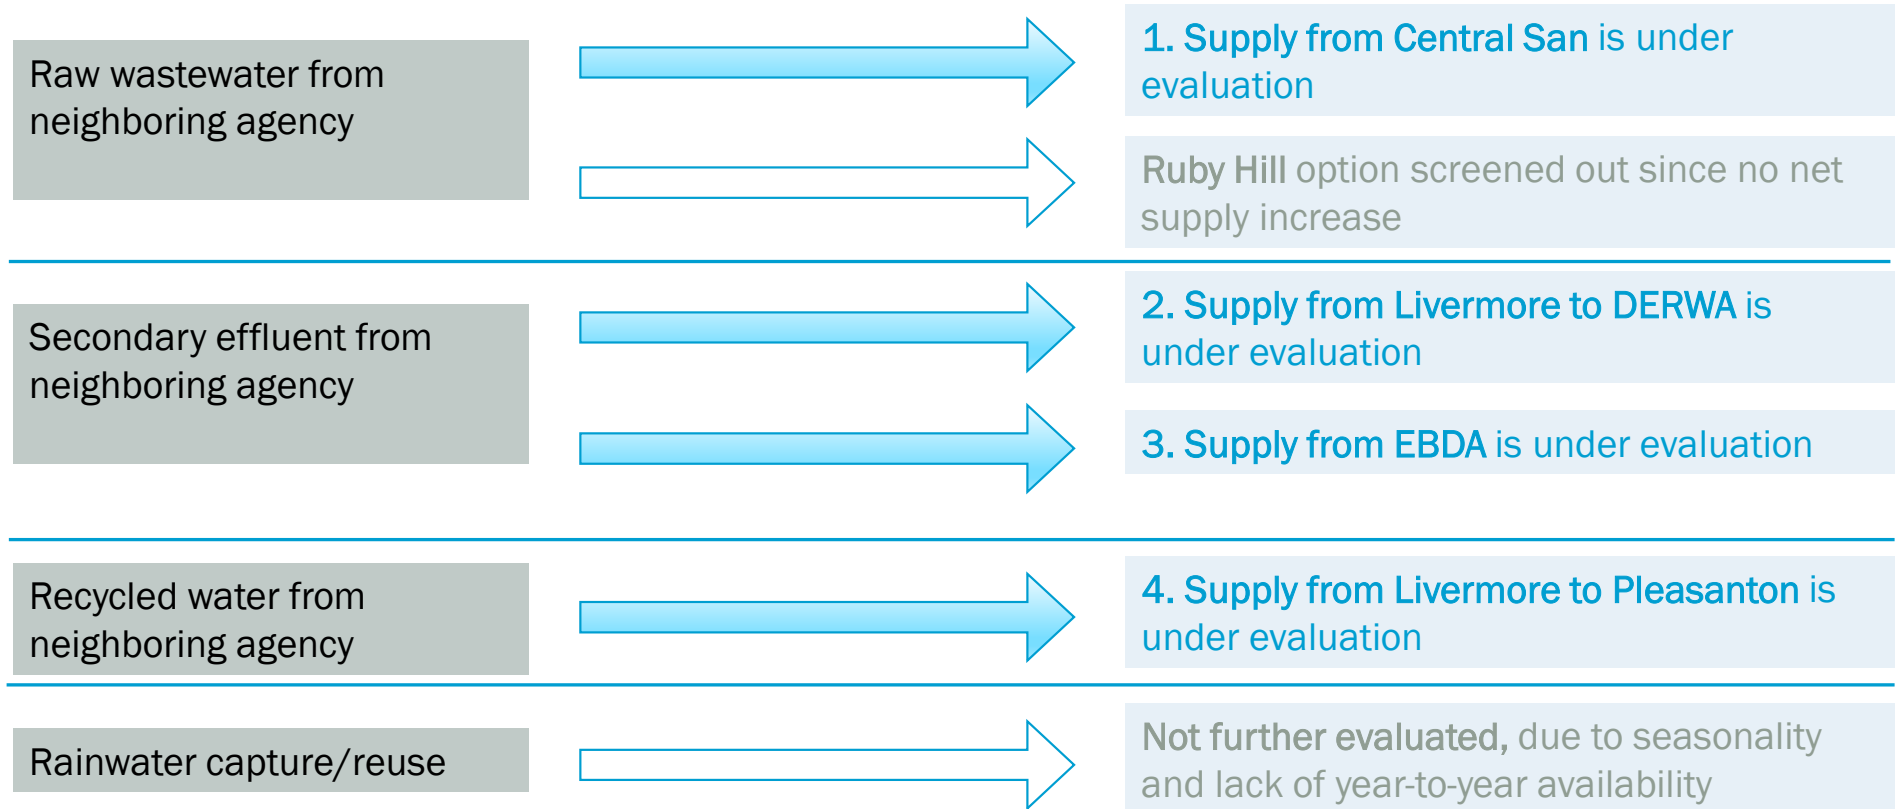 Raw wastewater from
neighboring agency
1. Supply from Central San is under
evaluation
Ruby Hill option screened out since no net
supply increase
Secondary effluent from
neighboring agency
2. Supply from Livermore to DERWA is
under evaluation
3. Supply from EBDA is under evaluation
Recycled water from
neighboring agency
4. Supply from Livermore to Pleasanton is
under evaluation
Rainwater capture/reuse
Not further evaluated, due to seasonality
and lack of year-to-year availability